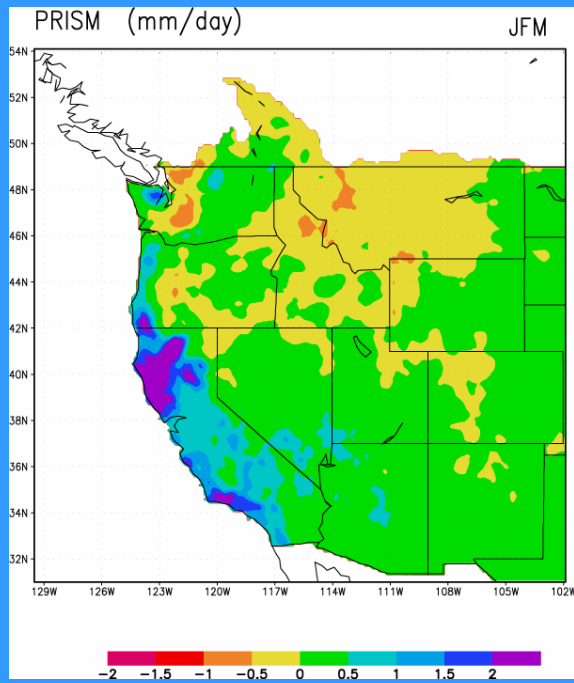 PRISM (mm/day)
JFM
54N
52N
50N
48N
46N
44N
42N
40N
38N
36N
34N
32N
129W 126W 123W 120W 117W 114W 111W 108W 105W 102W
-2 -1.5 -1 -0.5 0 0.5 1 1.5 2